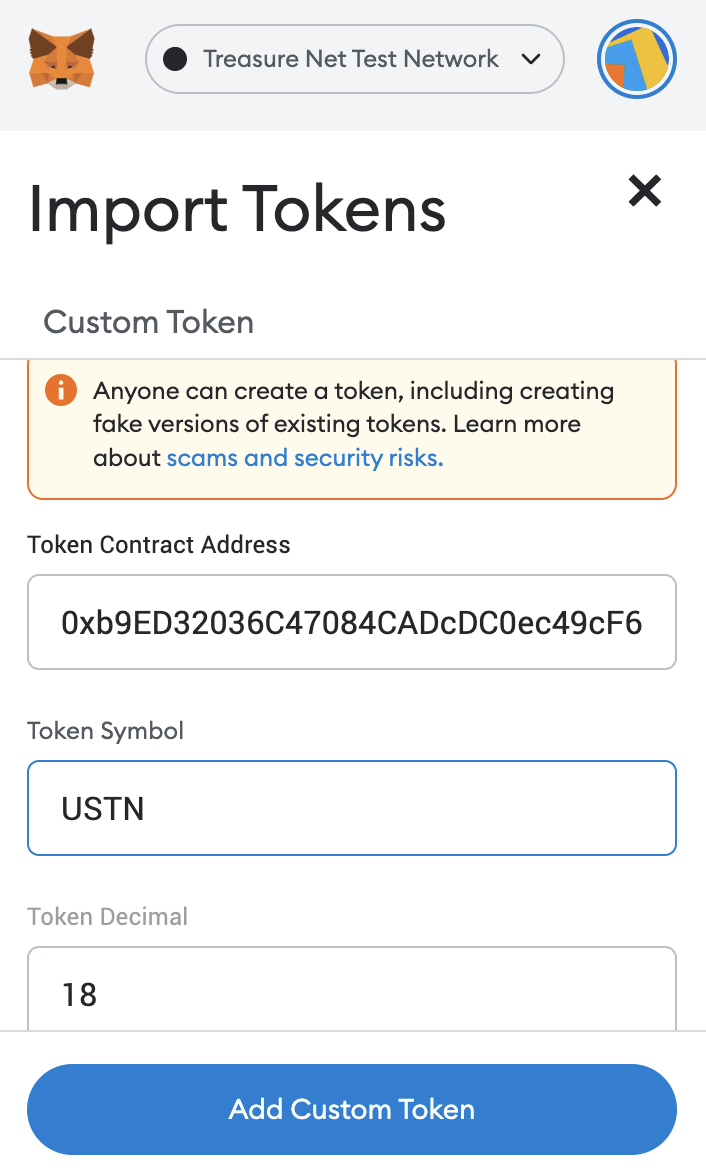 Treasure Net Test Network
Import Tokens
Custom Token
Anyone can create a token, including creating
fake versions of existing tokens. Learn more
about scams and security risks.
Token Contract Address
0xb9ED32036C47084CADcDC0ec49cF6
Token Symbol
USTN
Token Decimal
18
Add Custom Token